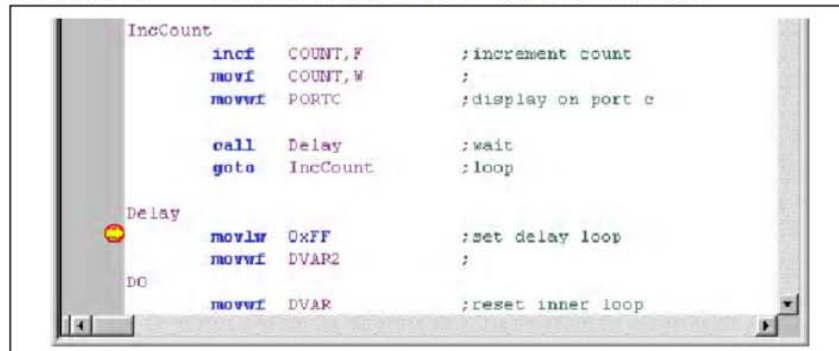 IncCount
incf COUNT,F ;increment count
movf COUNT,W ;
movwf PORTC ;display on port c
call Delay ;wait
goto IncCount ;loop
Delay
movlw 0xFF ;set delay loop
movwf DVAR2 ;
D0
movwf DVAR ;reset inner loop